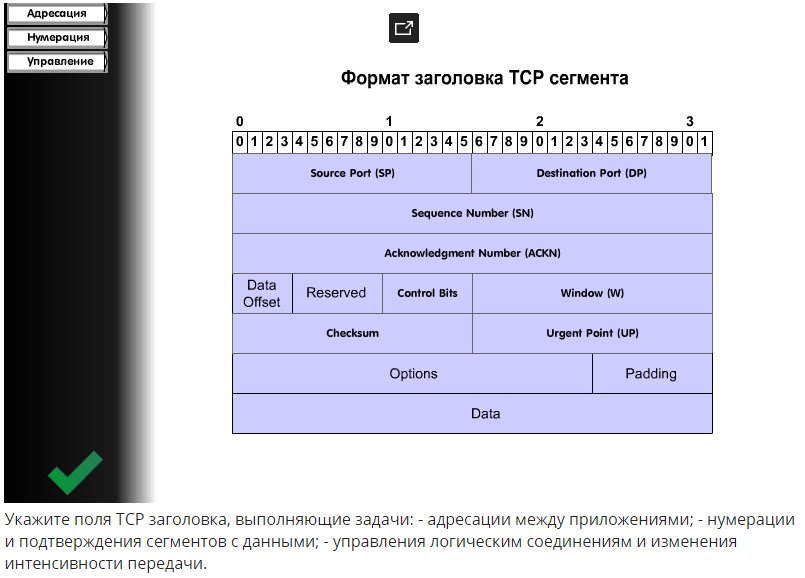 Адресация
Нумерация
Управление
Формат заголовка TCP сегмента
0 1 2 3
0 1 2 3 4 5 6 7 8 9 0 1 2 3 4 5 6 7 8 9 0 1 2 3 4 5 6 7 8 9 0 1
Source Port (SP) Destination Port (DP)
Sequence Number (SN)
Acknowledgment Number (ACKN)
Data Offset Reserved Control Bits Window (W)
Checksum Urgent Point (UP)
Options Padding
Data
Укажите поля TCP заголовка, выполняющие задачи: - адресации между приложениями; - нумерации
и подтверждения сегментов с данными; - управления логическим соединениям и изменения
интенсивности передачи.